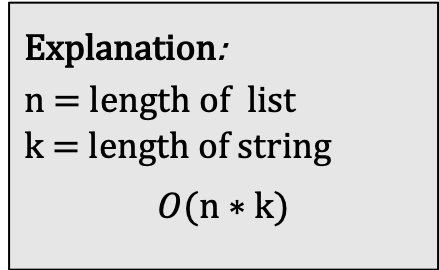 Explanation:
n = length of list
k = length of string
O(n ∗ k)